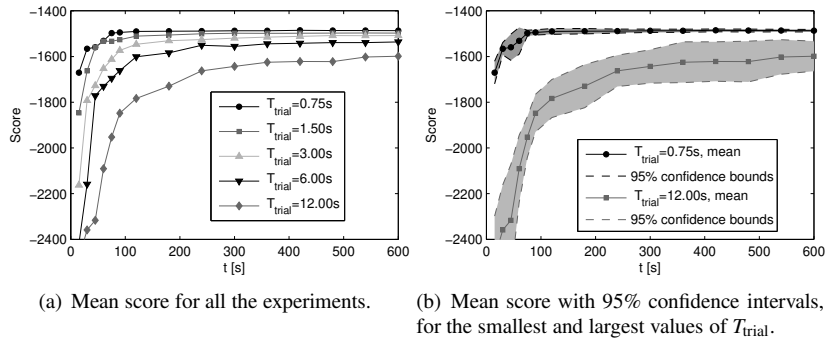 −1400
−1600
−1800
−2000
−2200
−2400
Score
0 100 200 300 400 500 600
t [s]
T_trial=0.75s
T_trial=1.50s
T_trial=3.00s
T_trial=6.00s
T_trial=12.00s
(a) Mean score for all the experiments.
−1400
−1600
−1800
−2000
−2200
−2400
Score
0 100 200 300 400 500 600
t [s]
T_trial=0.75s, mean
95% confidence bounds
T_trial=12.00s, mean
95% confidence bounds
(b) Mean score with 95% confidence intervals,
for the smallest and largest values of T_trial.